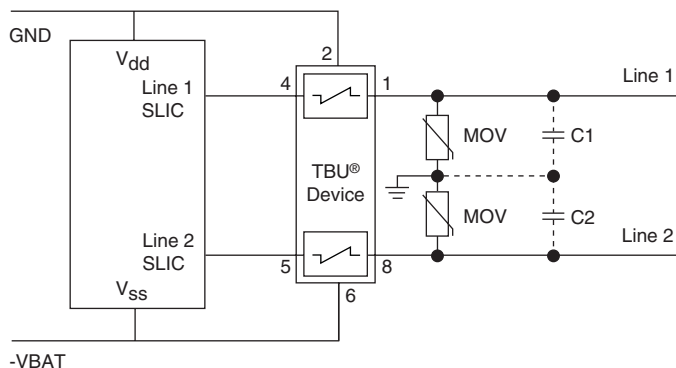 GND
Vdd
2
Line 1
SLIC
4
1
Line 1
MOV
C1
TBU®
Device
MOV
C2
Line 2
SLIC
5
8
Line 2
Vss
6
-VBAT